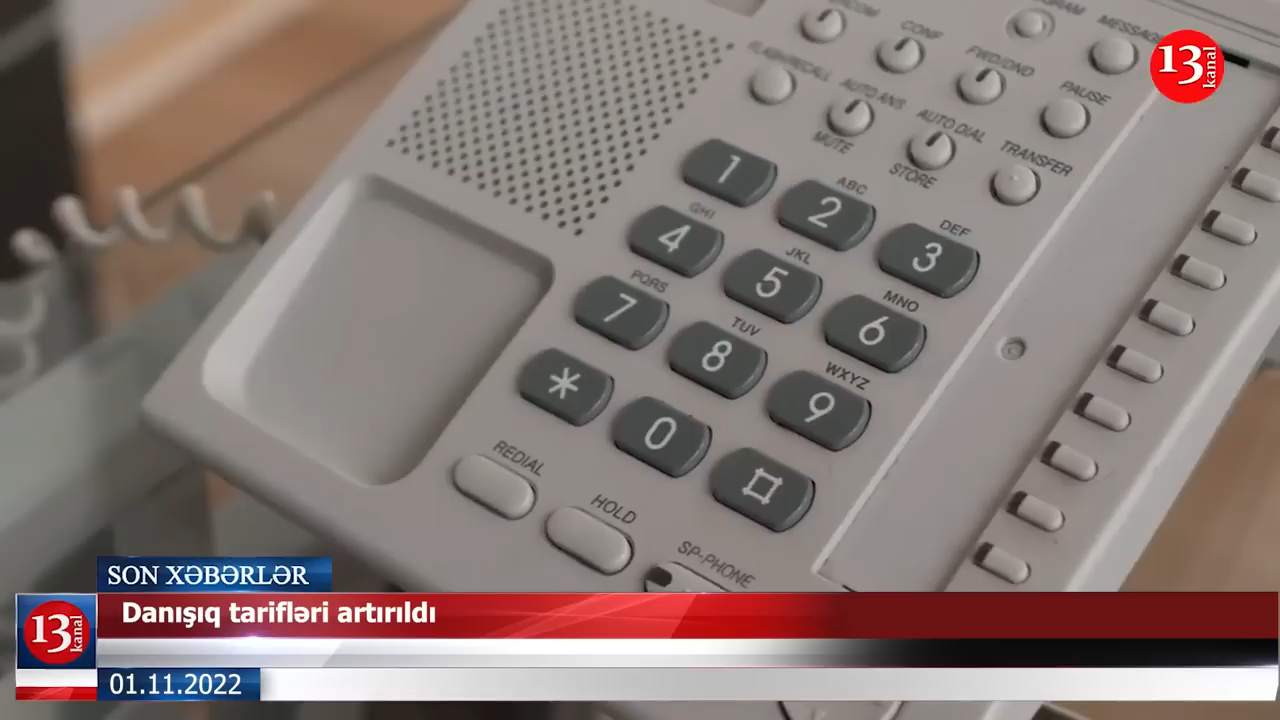 CONF
MESSAGE
FWD/DND
PAUSE
FLASH/RECALL
AUTO ANS
MUTE
AUTO DIAL
STORE
TRANSFER
1
ABC
2
DEF
3
GHI
4
JKL
5
MNO
6
PQRS
7
TUV
8
WXYZ
9
*
0
REDIAL
HOLD
SP-PHONE
13 kanal
SON XƏBƏRLƏR
Danışıq tarifləri artırıldı
13 kanal
01.11.2022